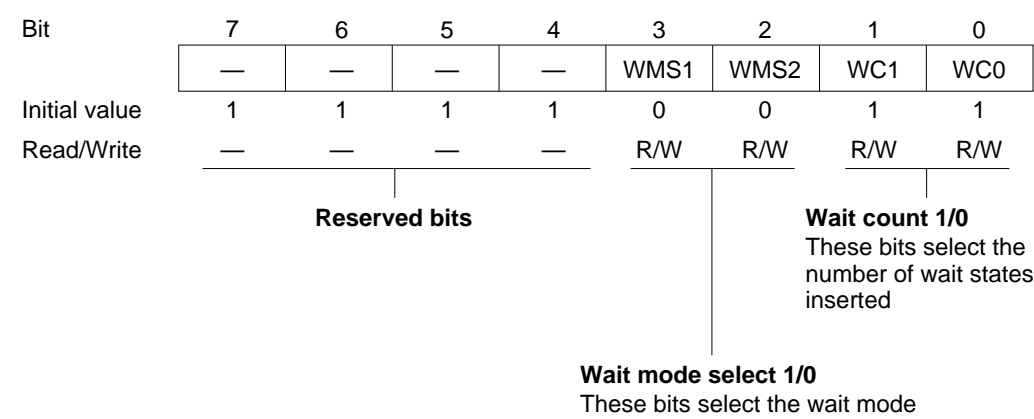 Bit 7 6 5 4 3 2 1 0
— — — — WMS1 WMS2 WC1 WC0
Initial value 1 1 1 1 0 0 1 1
Read/Write — — — — R/W R/W R/W R/W
Reserved bits
Wait count 1/0
These bits select the
number of wait states
inserted
Wait mode select 1/0
These bits select the wait mode